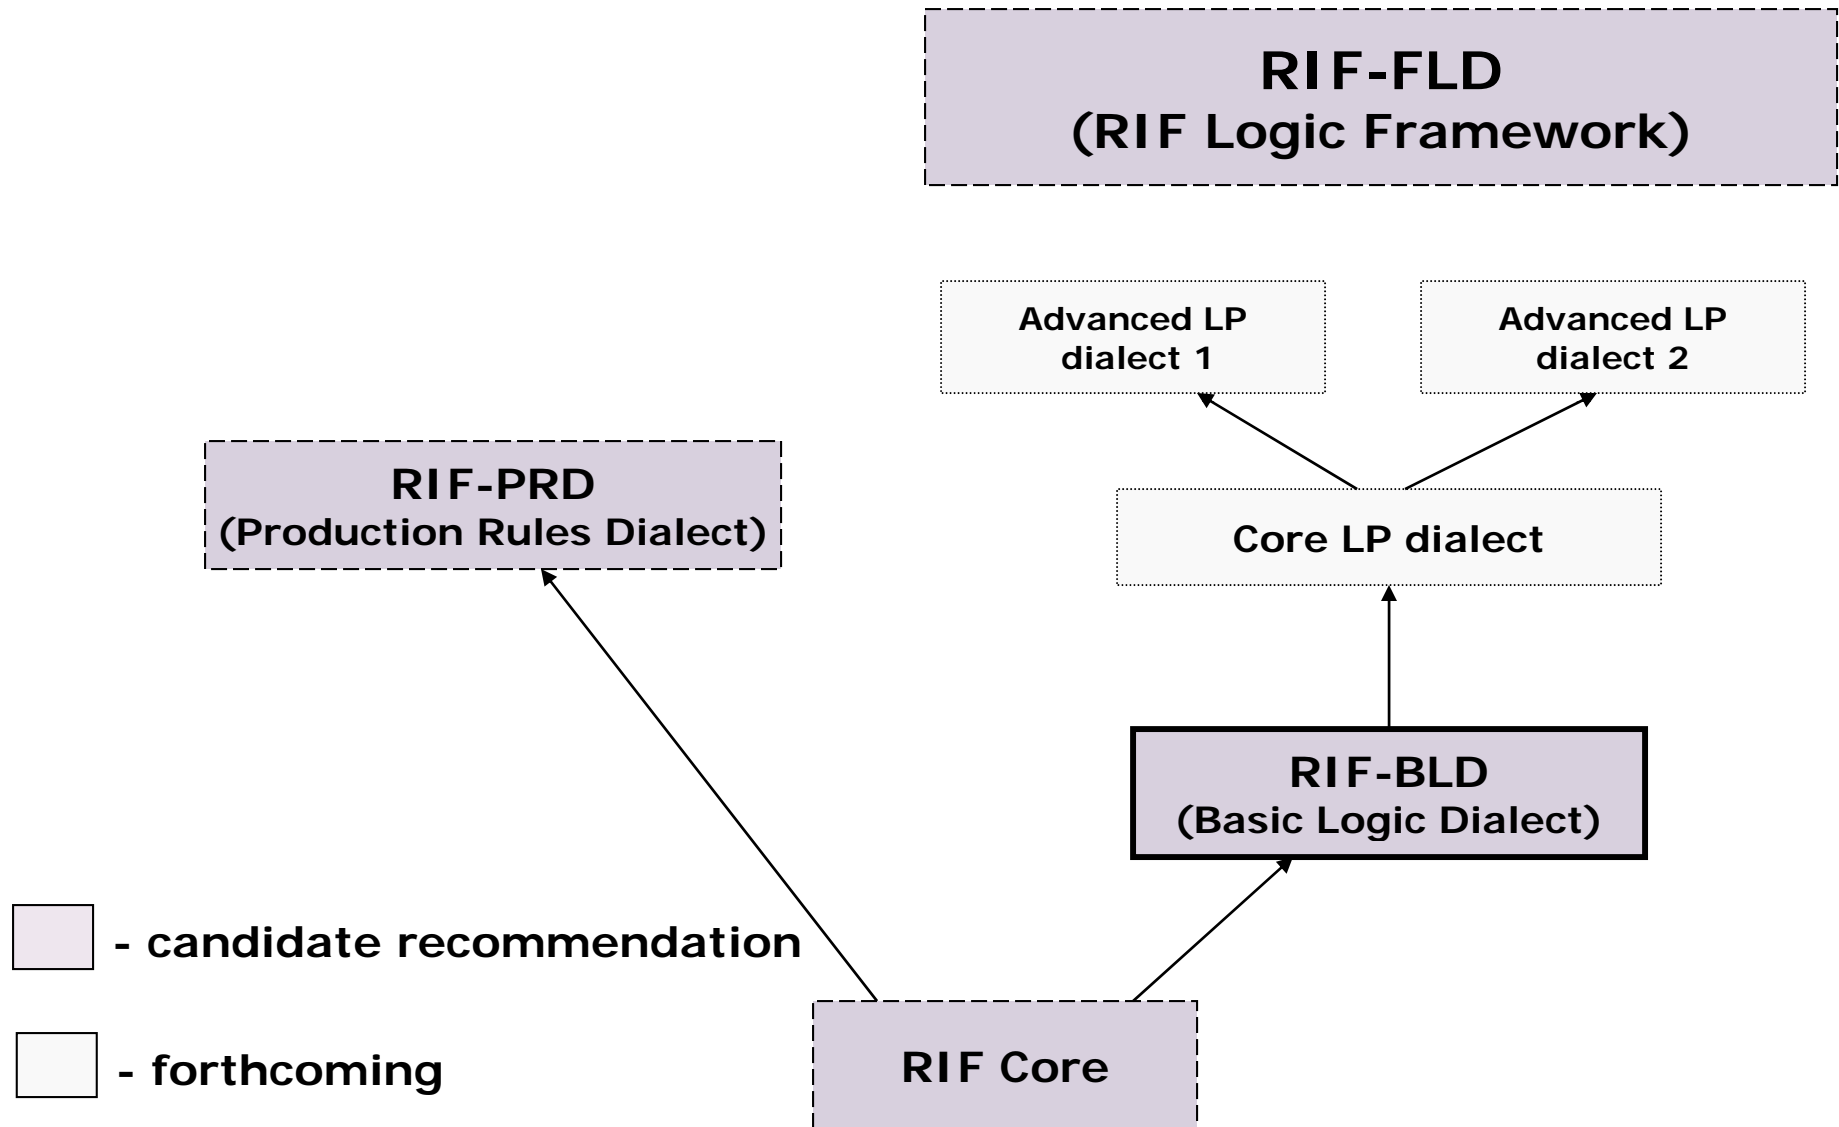 RIF-FLD
(RIF Logic Framework)
Advanced LP
dialect 1
Advanced LP
dialect 2
RIF-PRD
(Production Rules Dialect)
Core LP dialect
RIF-BLD
(Basic Logic Dialect)
- candidate recommendation
- forthcoming
RIF Core